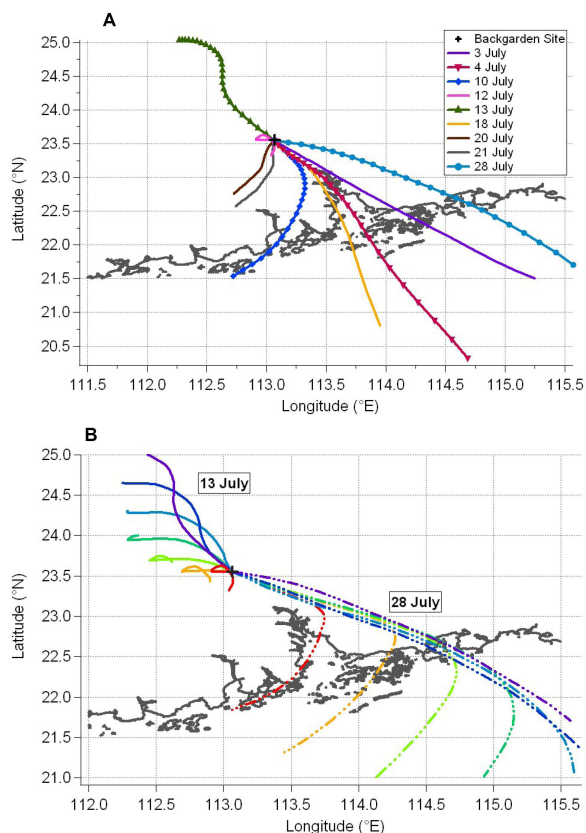 A
25.0
24.5
24.0
23.5
23.0
22.5
22.0
21.5
21.0
20.5
Latitude (°N)
Backgarden Site
3 July
4 July
10 July
12 July
13 July
18 July
20 July
21 July
28 July
111.5 112.0 112.5 113.0 113.5 114.0 114.5 115.0 115.5
Longitude (°E)
B
25.0
24.5
24.0
23.5
23.0
22.5
22.0
21.5
21.0
Latitude (°N)
13 July
28 July
112.0 112.5 113.0 113.5 114.0 114.5 115.0 115.5
Longitude (°E)